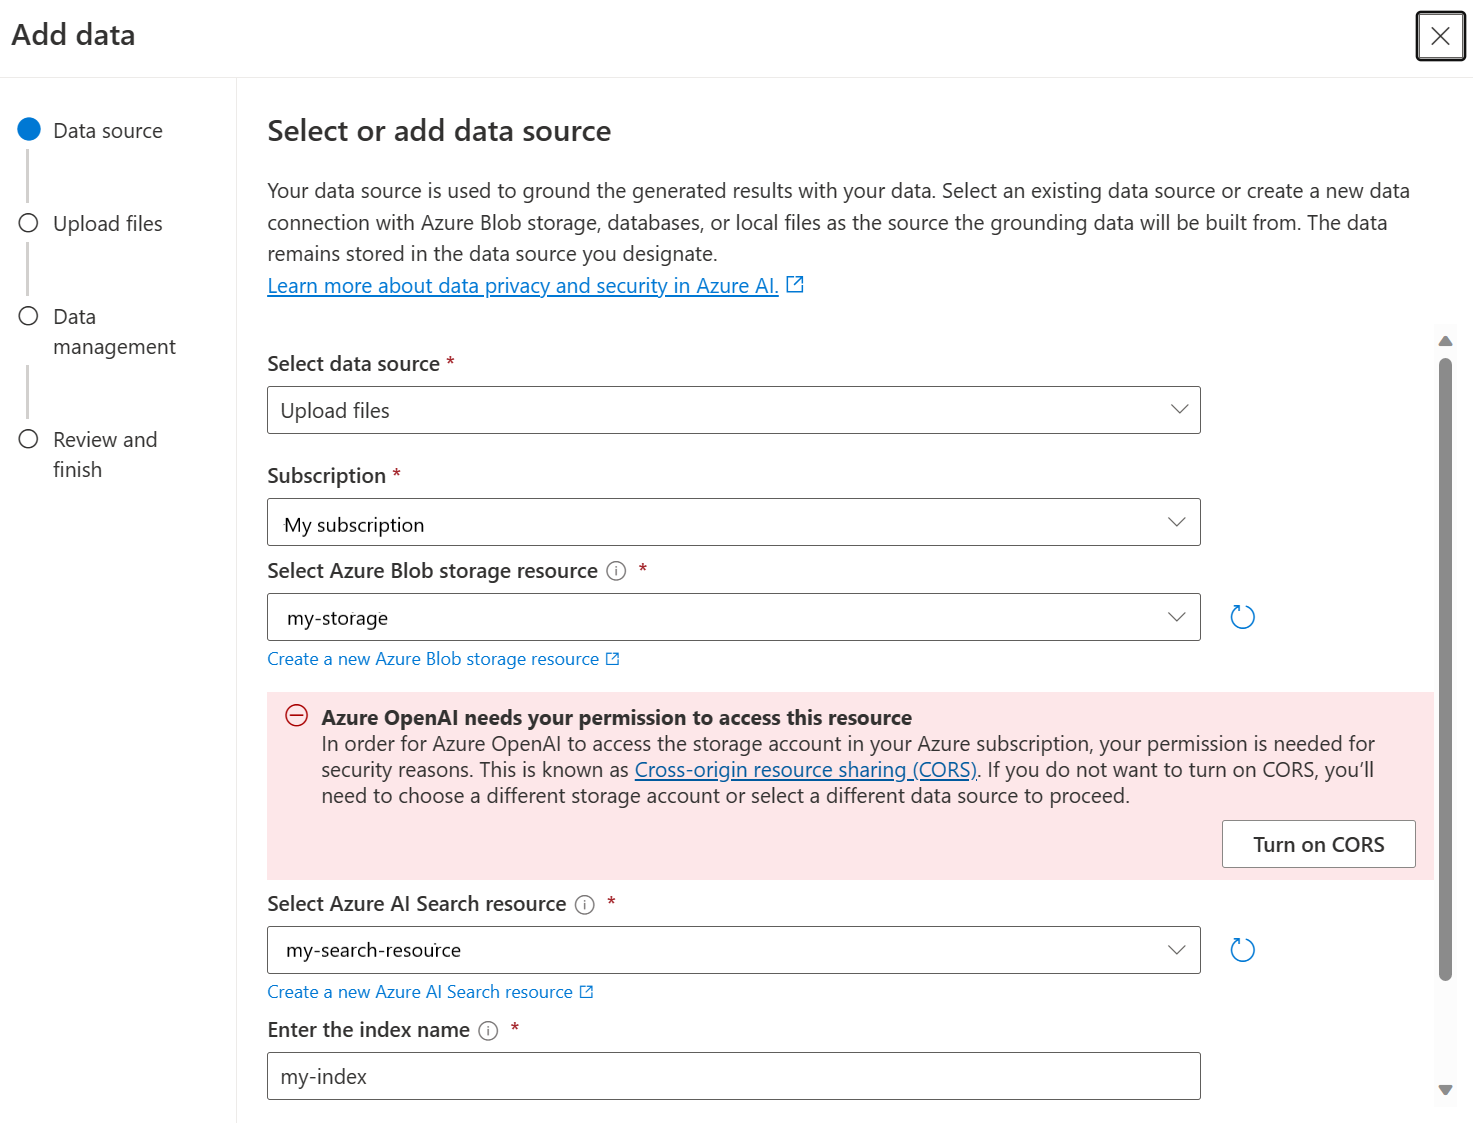 Add data
Data source
Upload files
Data
management
Review and
finish
Select or add data source
Your data source is used to ground the generated results with your data. Select an existing data source or create a new data
connection with Azure Blob storage, databases, or local files as the source the grounding data will be built from. The data
remains stored in the data source you designate.
Learn more about data privacy and security in Azure AI.
Select data source *
Upload files
Subscription *
My subscription
Select Azure Blob storage resource *
my-storage
Create a new Azure Blob storage resource
Azure OpenAI needs your permission to access this resource
In order for Azure OpenAI to access the storage account in your Azure subscription, your permission is needed for
security reasons. This is known as Cross-origin resource sharing (CORS). If you do not want to turn on CORS, you’ll
need to choose a different storage account or select a different data source to proceed.
Turn on CORS
Select Azure AI Search resource *
my-search-resource
Create a new Azure AI Search resource
Enter the index name *
my-index